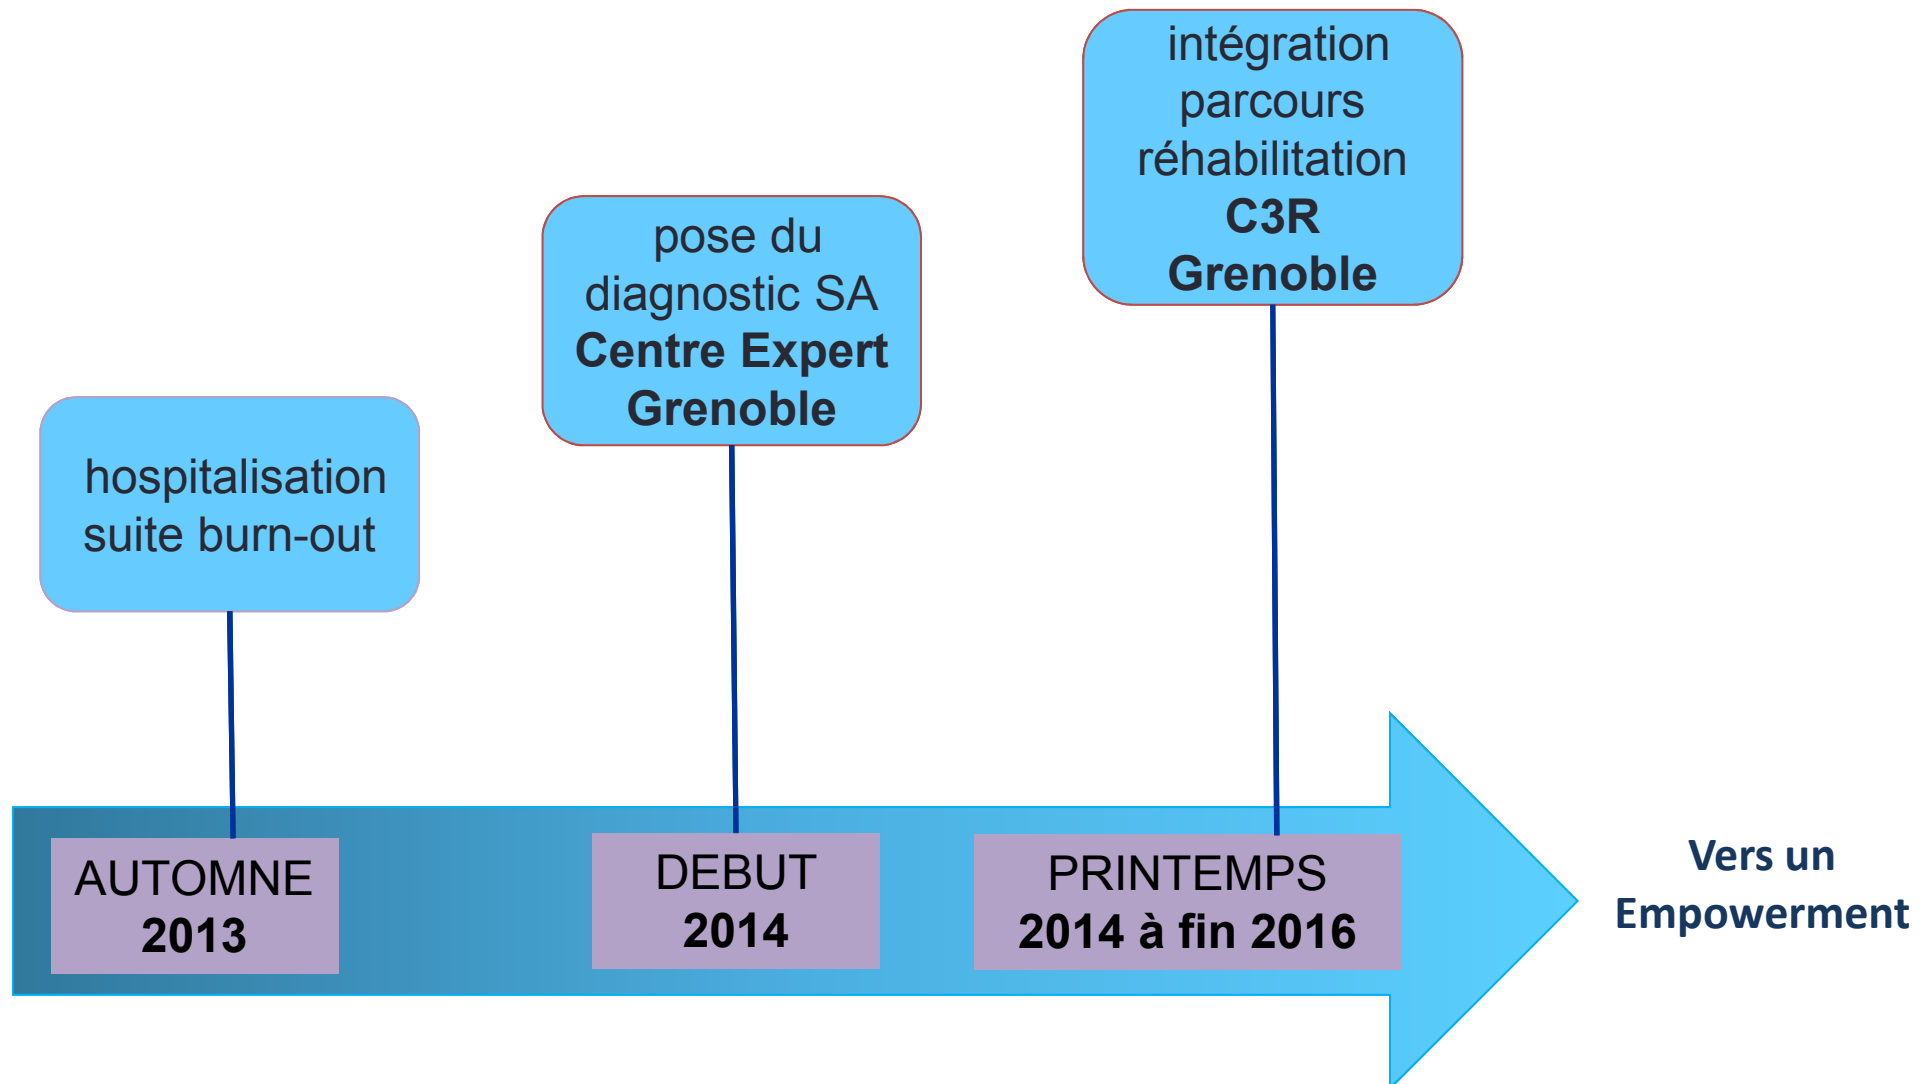 hospitalisation
suite burn-out
pose du
diagnostic SA
Centre Expert
Grenoble
intégration
parcours
réhabilitation
C3R
Grenoble
AUTOMNE
2013
DEBUT
2014
PRINTEMPS
2014 à fin 2016
Vers un
Empowerment